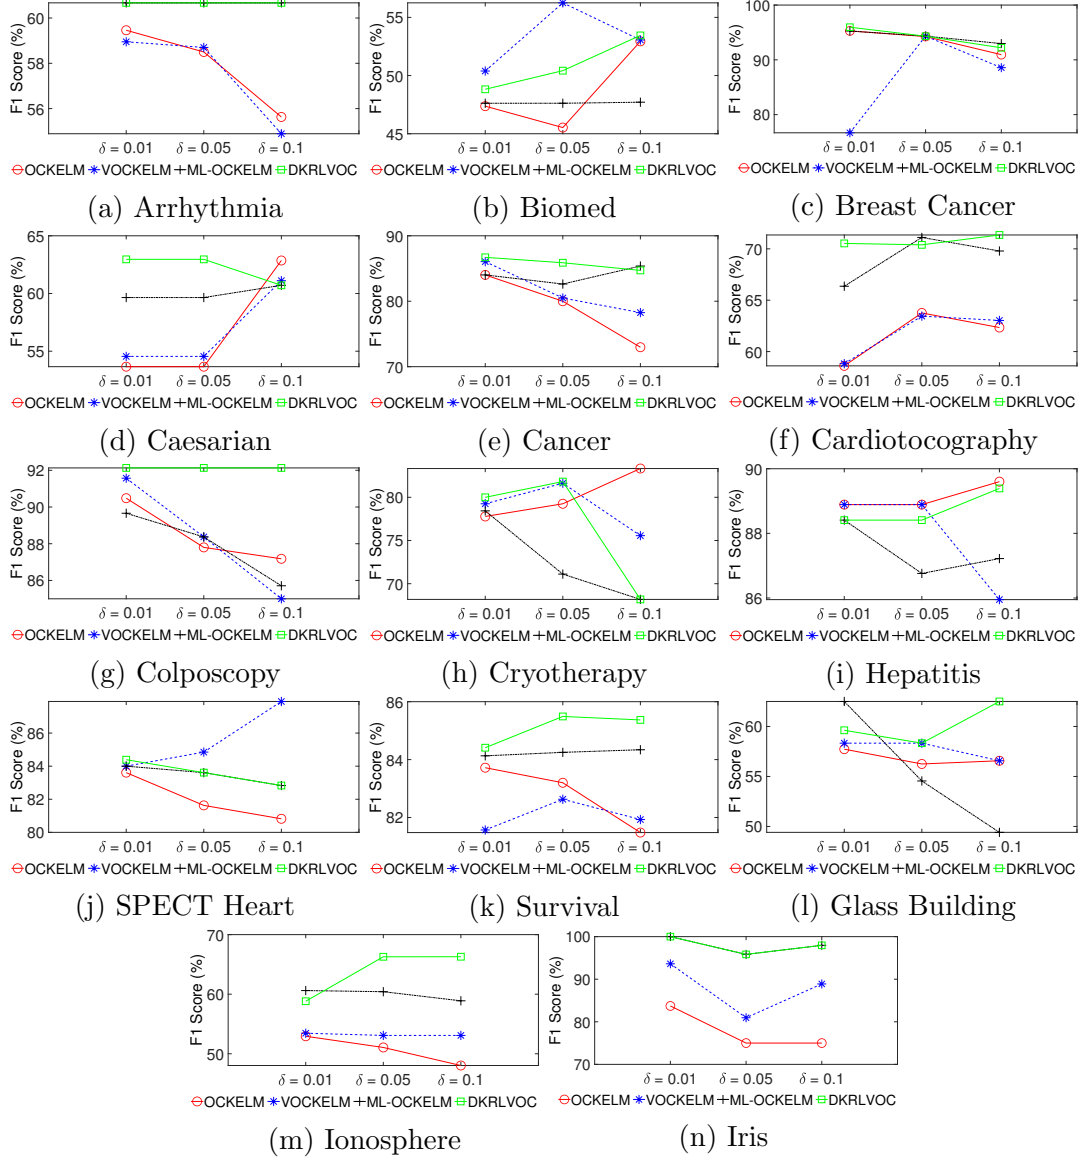 60
58
56
F1 Score (%)
δ = 0.01 δ = 0.05 δ = 0.1
OCKELM VOCKELM ML-OCKELM DKRLVOC
(a) Arrhythmia
55
50
45
F1 Score (%)
δ = 0.01 δ = 0.05 δ = 0.1
OCKELM VOCKELM ML-OCKELM DKRLVOC
(b) Biomed
100
90
80
F1 Score (%)
δ = 0.01 δ = 0.05 δ = 0.1
OCKELM VOCKELM ML-OCKELM DKRLVOC
(c) Breast Cancer
65
60
55
F1 Score (%)
δ = 0.01 δ = 0.05 δ = 0.1
OCKELM VOCKELM ML-OCKELM DKRLVOC
(d) Caesarian
90
80
70
F1 Score (%)
δ = 0.01 δ = 0.05 δ = 0.1
OCKELM VOCKELM ML-OCKELM DKRLVOC
(e) Cancer
70
65
60
F1 Score (%)
δ = 0.01 δ = 0.05 δ = 0.1
OCKELM VOCKELM ML-OCKELM DKRLVOC
(f) Cardiotocography
92
90
88
86
F1 Score (%)
δ = 0.01 δ = 0.05 δ = 0.1
OCKELM VOCKELM ML-OCKELM DKRLVOC
(g) Colposcopy
80
75
70
F1 Score (%)
δ = 0.01 δ = 0.05 δ = 0.1
OCKELM VOCKELM ML-OCKELM DKRLVOC
(h) Cryotherapy
90
88
86
F1 Score (%)
δ = 0.01 δ = 0.05 δ = 0.1
OCKELM VOCKELM ML-OCKELM DKRLVOC
(i) Hepatitis
86
84
82
80
F1 Score (%)
δ = 0.01 δ = 0.05 δ = 0.1
OCKELM VOCKELM ML-OCKELM DKRLVOC
(j) SPECT Heart
86
84
82
F1 Score (%)
δ = 0.01 δ = 0.05 δ = 0.1
OCKELM VOCKELM ML-OCKELM DKRLVOC
(k) Survival
60
55
50
F1 Score (%)
δ = 0.01 δ = 0.05 δ = 0.1
OCKELM VOCKELM ML-OCKELM DKRLVOC
(l) Glass Building
70
60
50
F1 Score (%)
δ = 0.01 δ = 0.05 δ = 0.1
OCKELM VOCKELM ML-OCKELM DKRLVOC
(m) Ionosphere
100
90
80
70
F1 Score (%)
δ = 0.01 δ = 0.05 δ = 0.1
OCKELM VOCKELM ML-OCKELM DKRLVOC
(n) Iris